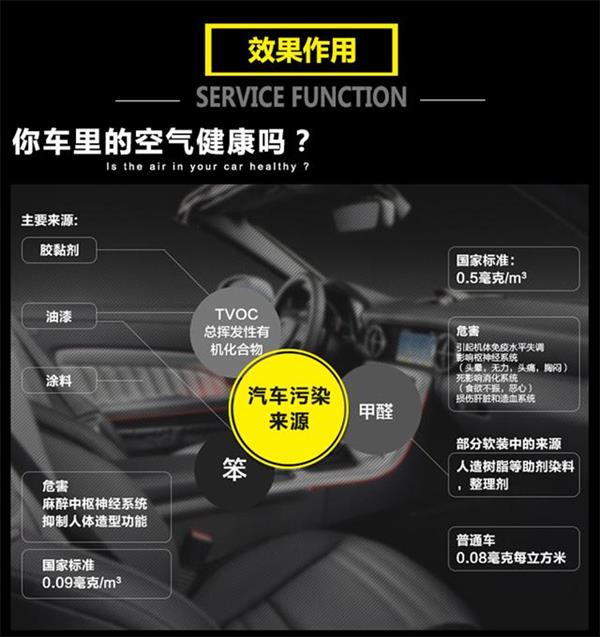 效果作用
SERVICE FUNCTION
你车里的空气健康吗？
Is the air in your car healthy ?
主要来源:
胶黏剂
油漆
涂料
TVOC
总挥发性有
机化合物
汽车污染
来源
甲醛
笨
国家标准：
0.5毫克/m³
危害
引起机体免疫水平失调
影响枢神经系统
（头晕，无力，头痛，胸闷）
死影响消化系统
（食欲不振，恶心）
损伤肝脏和造血系统
部分软装中的来源
人造树脂等助剂染料
，整理剂
普通车
0.08毫克每立方米
危害
麻醉中枢神经系统
抑制人体造型功能
国家标准
0.09毫克/m³